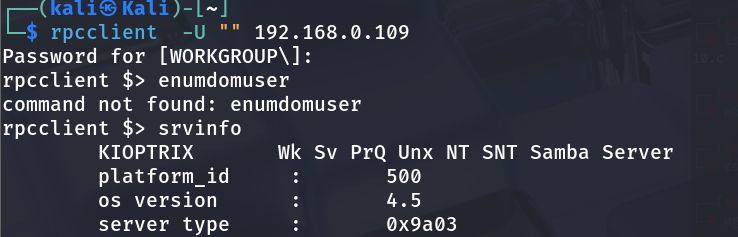 (kali㉿Kali)-[~]
$ rpcclient -U "" 192.168.0.109
Password for [WORKGROUP\]:
rpcclient $> enumdomuser
command not found: enumdomuser
rpcclient $> srvinfo
KIOPTRIX Wk Sv PrQ Unx NT SNT Samba Server
platform_id : 500
os version : 4.5
server type : 0x9a03